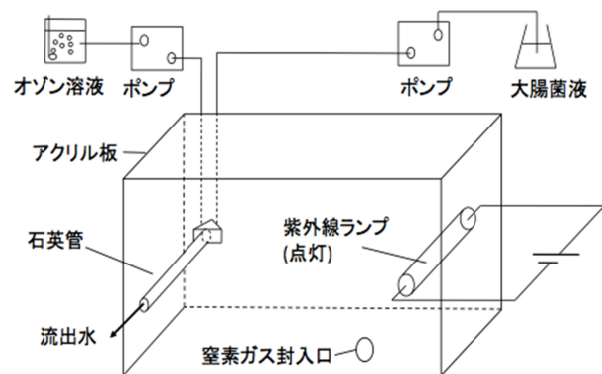 オゾン溶液
ポンプ
ポンプ
大腸菌液
アクリル板
石英管
紫外線ランプ
(点灯)
流出水
窒素ガス封入口